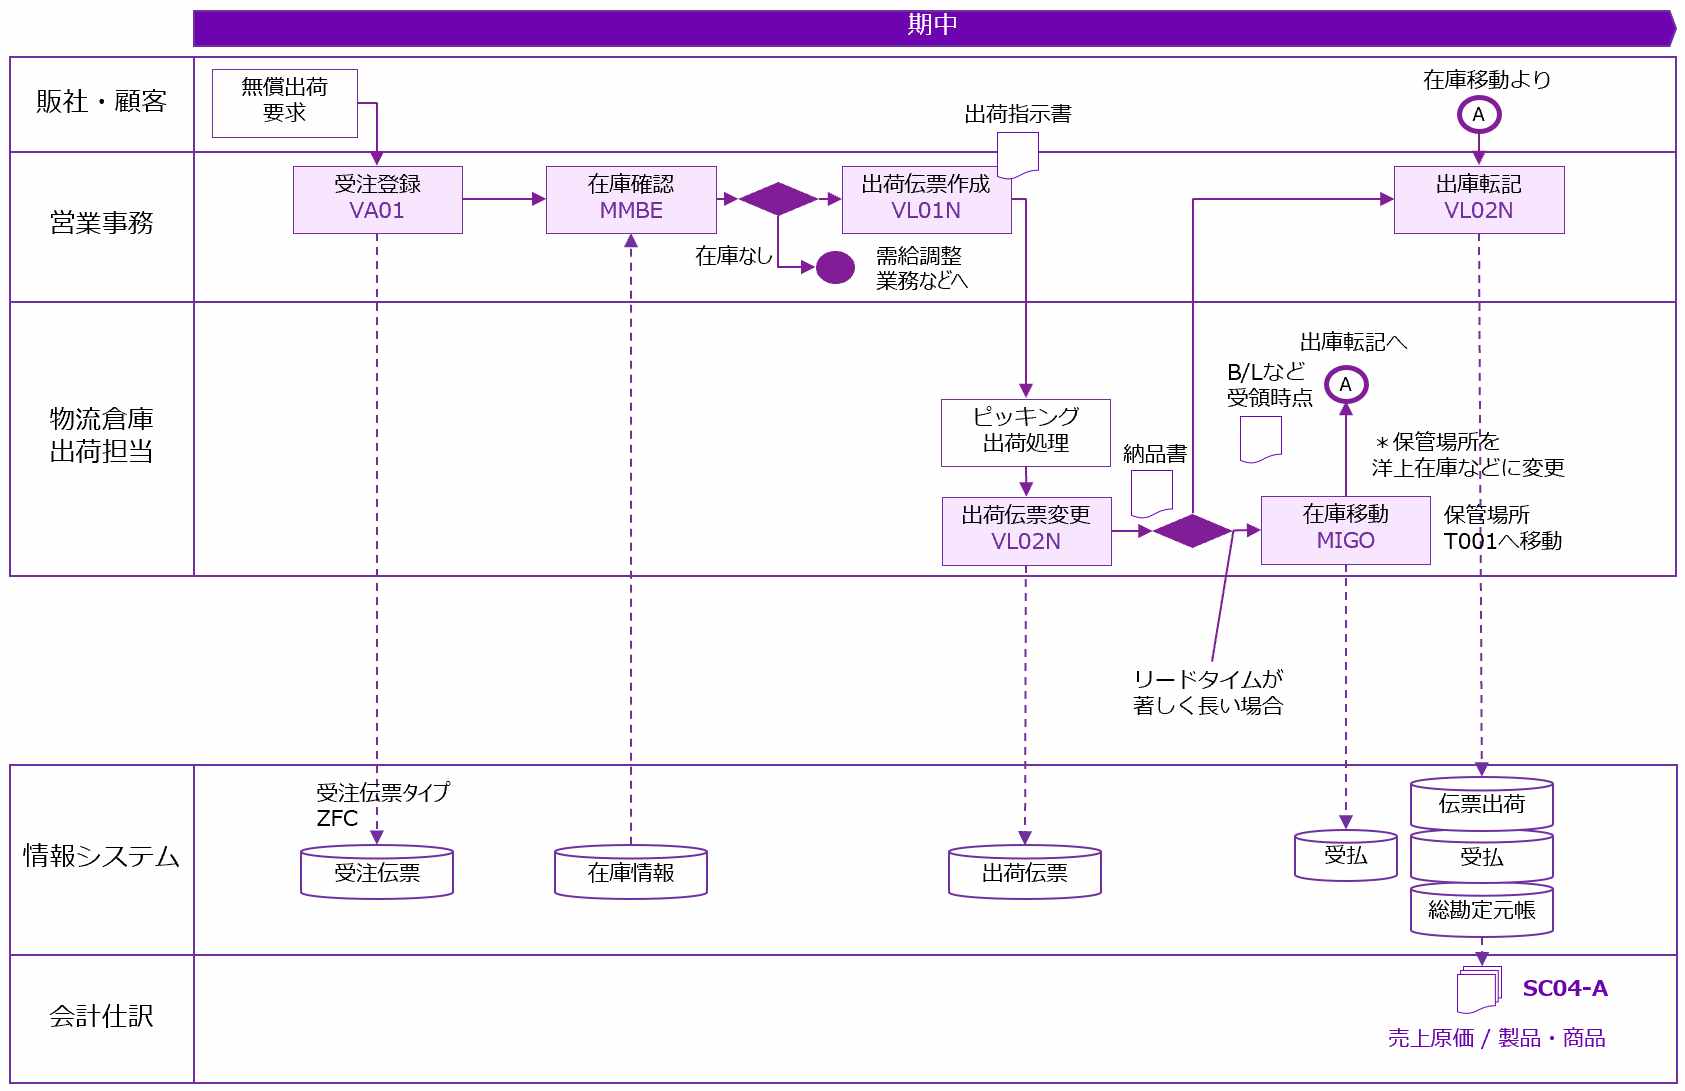 期中
販社・顧客
無償出荷
要求
出荷指示書
在庫移動より
A
営業事務
受注登録
VA01
在庫確認
MMBE
在庫なし
需給調整
業務などへ
出荷伝票作成
VL01N
出庫転記
VL02N
物流倉庫
出荷担当
ピッキング
出荷処理
出荷伝票変更
VL02N
納品書
B/Lなど
受領時点
出庫転記へ
A
＊保管場所を
洋上在庫などに変更
在庫移動
MIGO
保管場所
T001へ移動
リードタイムが
著しく長い場合
情報システム
受注伝票タイプ
ZFC
受注伝票
在庫情報
出荷伝票
受払
伝票出荷
受払
総勘定元帳
会計仕訳
SC04-A
売上原価 / 製品・商品